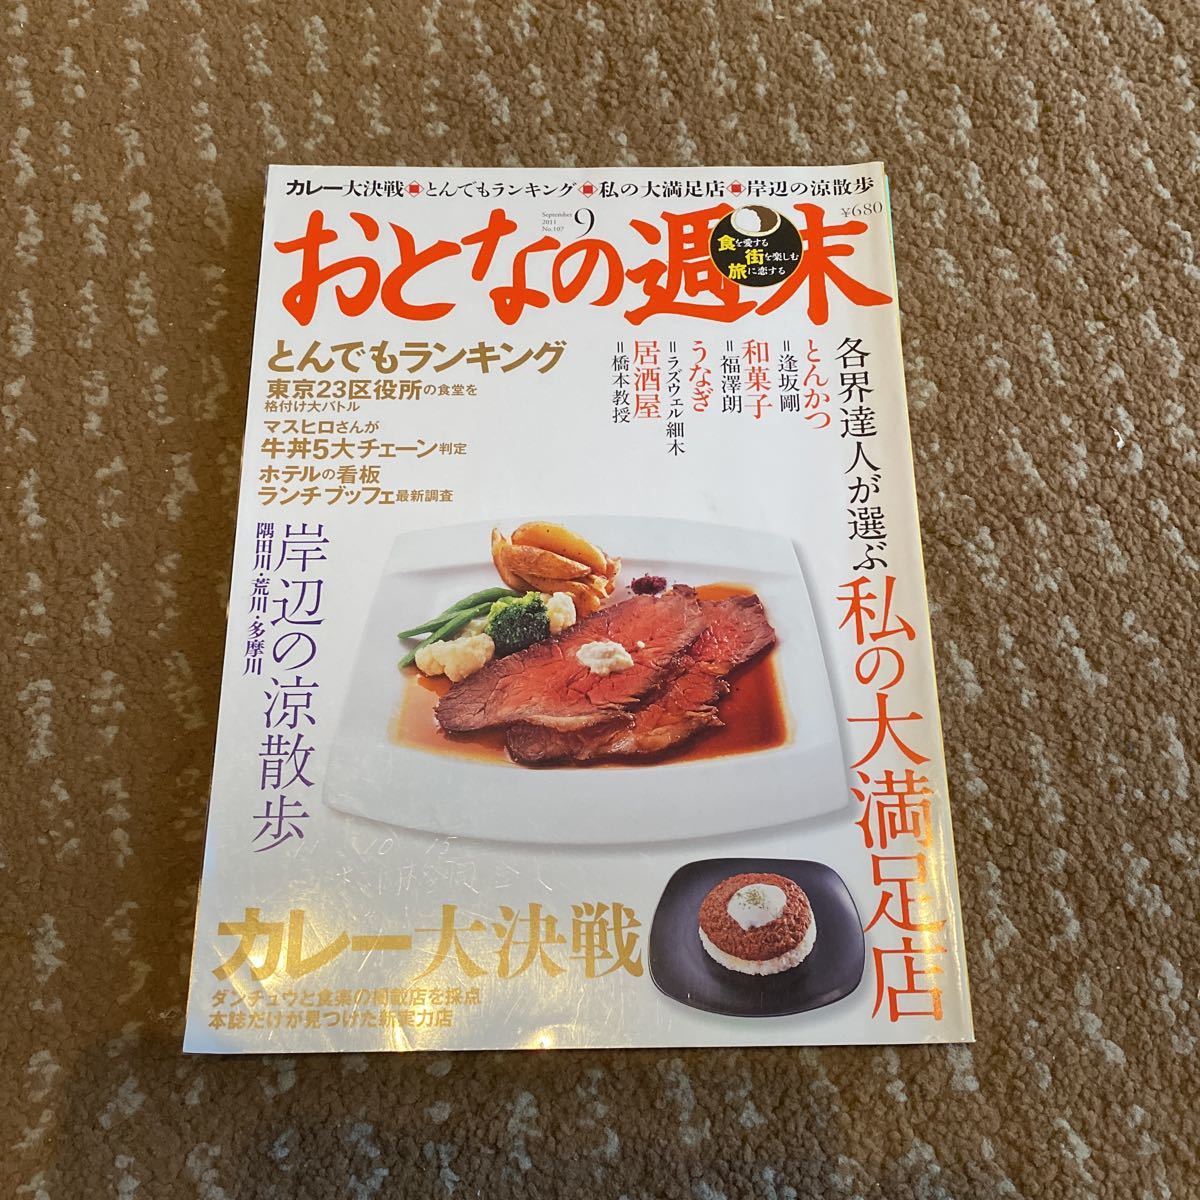 カレー大決戦■とんでもランキング■私の大満足店■岸辺の涼散歩
September
2011
No.107
9
¥680
おとなの週末
食を愛する
街を楽しむ
旅に恋する
とんでもランキング
東京23区役所の食堂を
格付け大バトル
マスヒロさんが
牛丼5大チェーン判定
ホテルの看板
ランチブッフェ最新調査
各界達人が選ぶ
私の大満足店
とんかつ
=逢坂剛
和菓子
=福澤朗
うなぎ
=ラズウェル細木
居酒屋
=橋本教授
岸辺の涼散歩
隅田川・荒川・多摩川
カレー大決戦
ダンチュウと食楽の掲載店を採点
本誌だけが見つけた新実力店